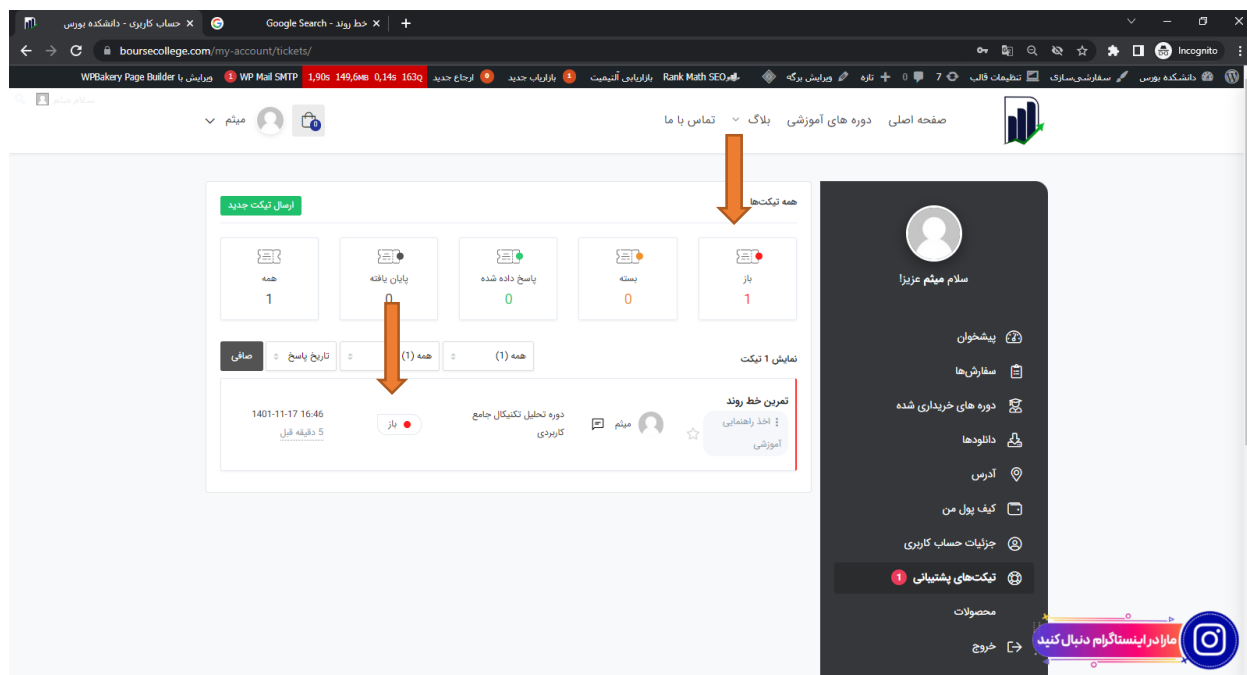 حساب کاربری - دانشکده بورس
خط روند - Google Search
boursecollege.com/my-account/tickets/
Incognito
دانشکده بورس
سفارشی‌سازی
تنظیمات قالب
7
0
تازه
ویرایش برگه
Rank Math SEO
بازاریابی آلتیمیت
1 بازاریاب جدید
0 ارجاع جدید
1,90s 149,6MB 0,14s 163Q
WP Mail SMTP 1
ویرایش با WPBakery Page Builder
سلام میثم
صفحه اصلی
دوره های آموزشی
بلاگ
تماس با ما
0
میثم
سلام میثم عزیز!
پیشخوان
سفارش‌ها
دوره های خریداری شده
دانلودها
آدرس
کیف پول من
جزئیات حساب کاربری
تیکت‌های پشتیبانی 1
محصولات
خروج
همه تیکت‌ها
ارسال تیکت جدید
باز
1
بسته
0
پاسخ داده شده
0
پایان یافته
0
همه
1
نمایش 1 تیکت
همه (1)
همه (1)
تاریخ پاسخ
صافی
تمرین خط روند
اخذ راهنمایی
آموزشی
میثم
دوره تحلیل تکنیکال جامع
کاربردی
باز
1401-11-17 16:46
5 دقیقه قبل
مارا در اینستاگرام دنبال کنید